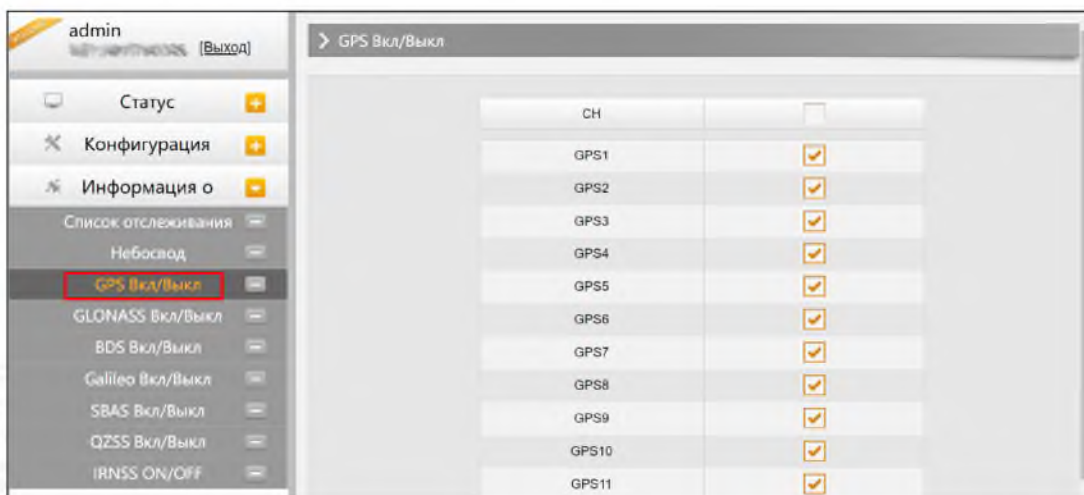 admin
[Выход]
Статус
Конфигурация
Информация о
Список отслеживания
Небосвод
GPS Вкл/Выкл
GLONASS Вкл/Выкл
BDS Вкл/Выкл
Galileo Вкл/Выкл
SBAS Вкл/Выкл
QZSS Вкл/Выкл
IRNSS ON/OFF
GPS Вкл/Выкл
CH
GPS1
GPS2
GPS3
GPS4
GPS5
GPS6
GPS7
GPS8
GPS9
GPS10
GPS11